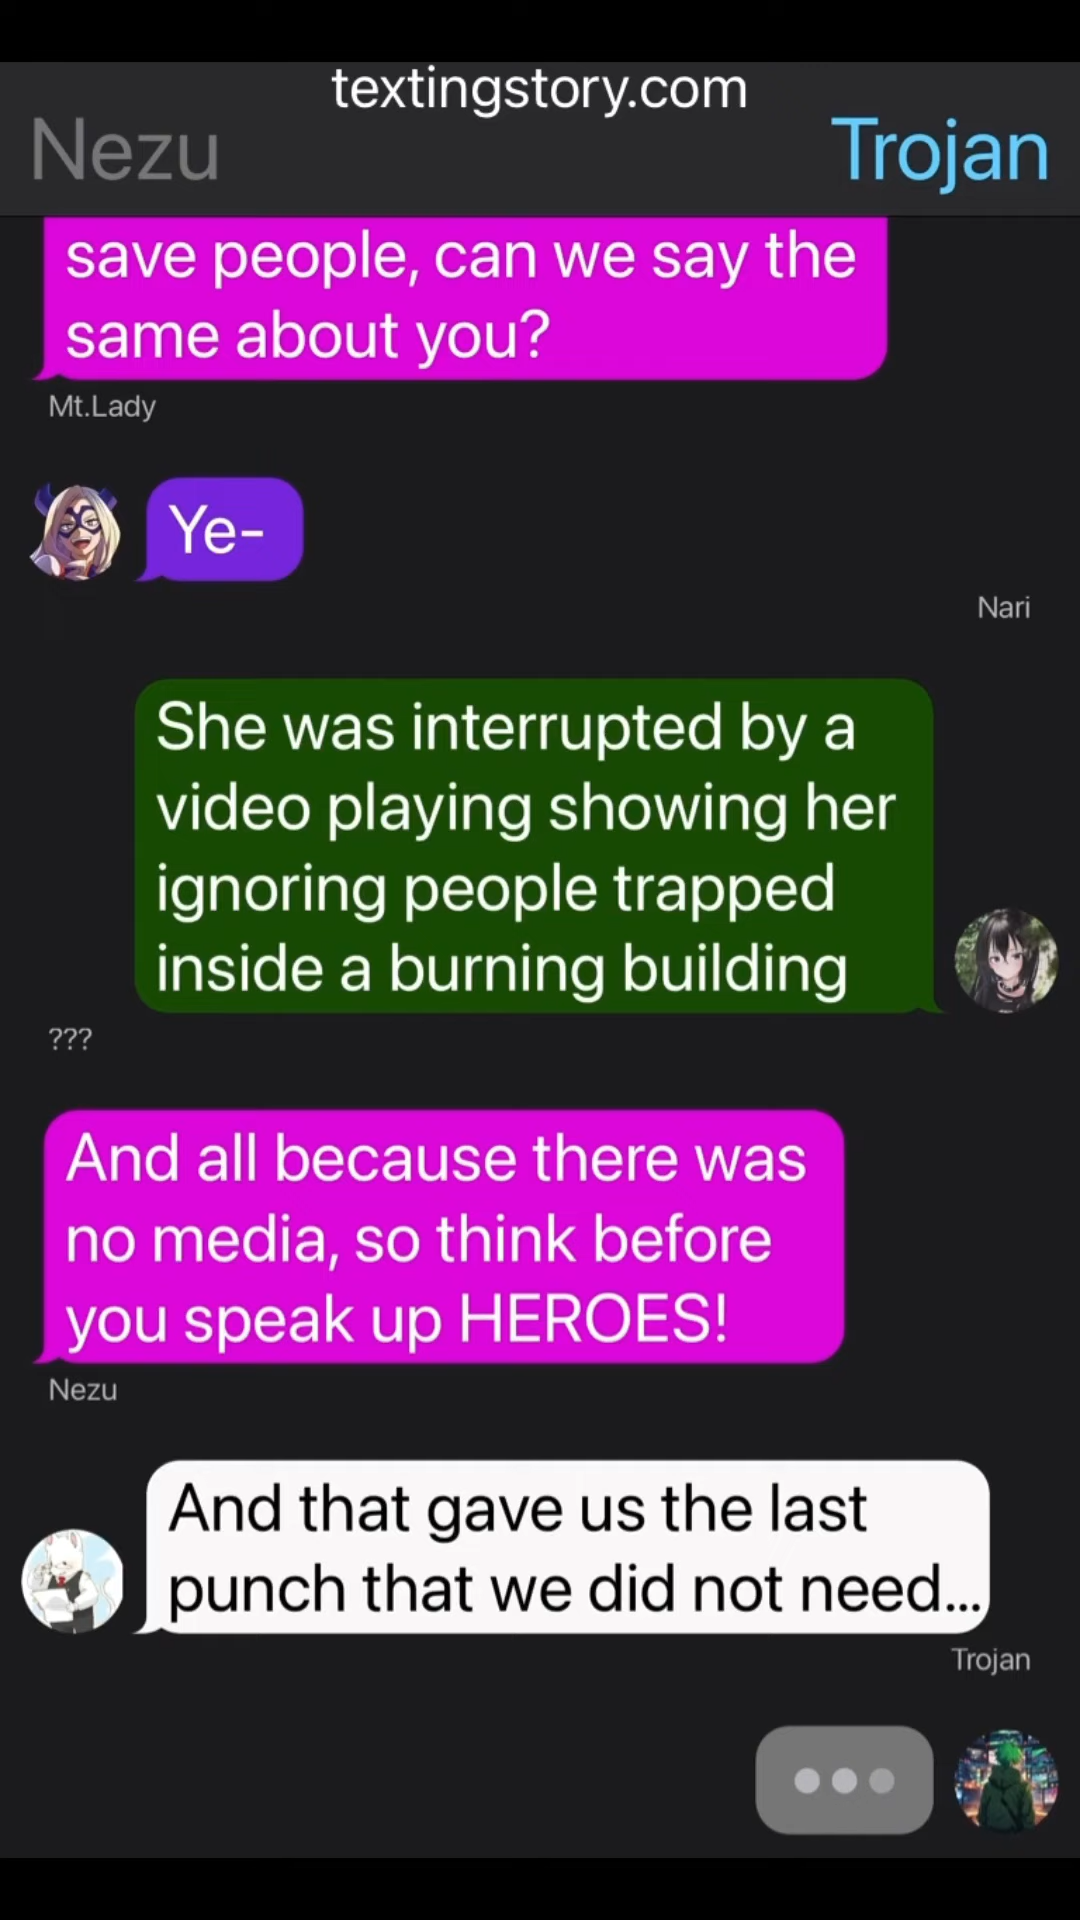 textingstory.com
Nezu
Trojan
save people, can we say the
same about you?
Mt.Lady
Ye-
Nari
She was interrupted by a
video playing showing her
ignoring people trapped
inside a burning building
???
And all because there was
no media, so think before
you speak up HEROES!
Nezu
And that gave us the last
punch that we did not need...
Trojan